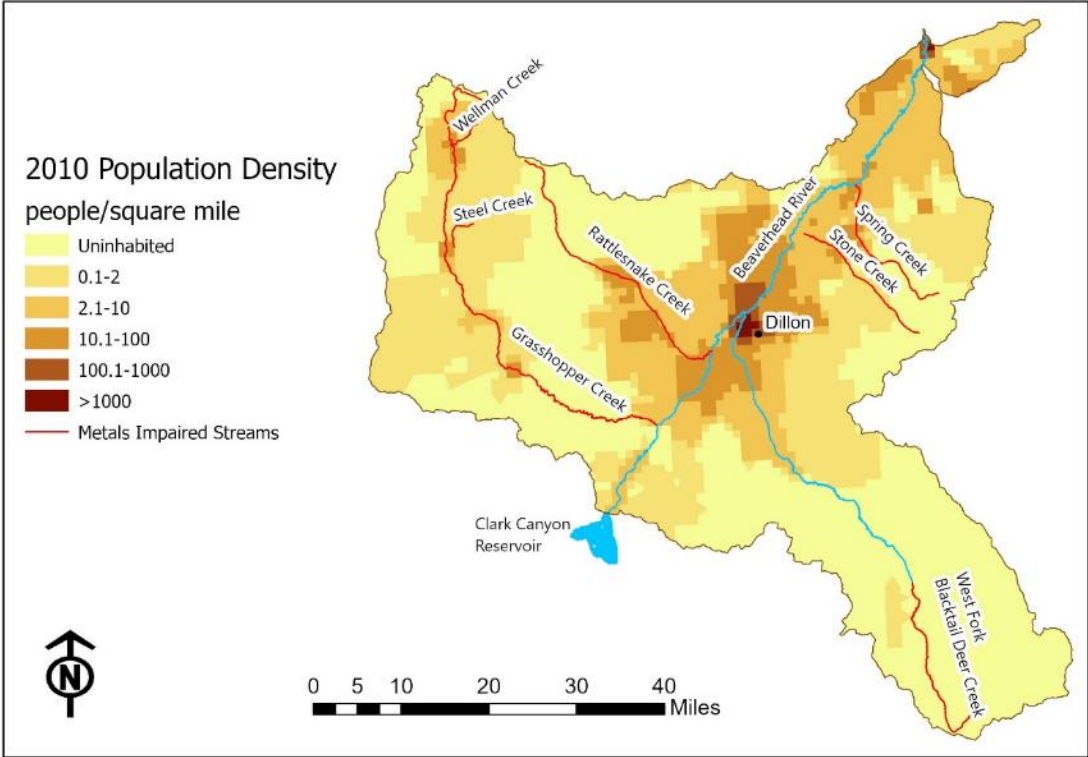 2010 Population Density
people/square mile
Uninhabited
0.1-2
2.1-10
10.1-100
100.1-1000
>1000
Metals Impaired Streams
Wellman Creek
Steel Creek
Rattlesnake Creek
Grasshopper Creek
Beaverhead River
Spring Creek
Stone Creek
Dillon
Clark Canyon
Reservoir
West Fork
Blacktail Deer Creek
N
0 5 10 20 30 40
Miles